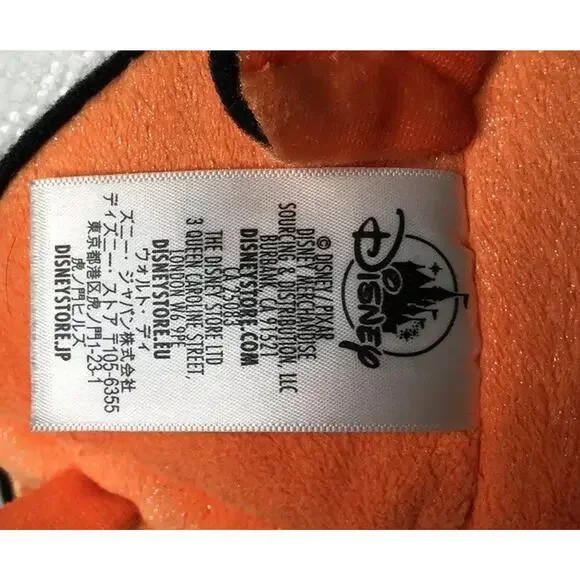 Disney
© DISNEY/PIXAR
DISNEY MERCHANDISE
SOURCING & DISTRIBUTION, LLC
BURBANK, CA 91521
DISNEYSTORE.COM
CA 25083
THE DISNEY STORE LTD
3 QUEEN CAROLINE STREET,
LONDON W6 9PE
DISNEYSTORE.EU
ウォルト・ディ
ズニー・ジャパン株式会社
ディズニー・ストア 〒105-6355
東京都港区虎ノ門1-23-1
虎ノ門ヒルズ
DISNEYSTORE.JP